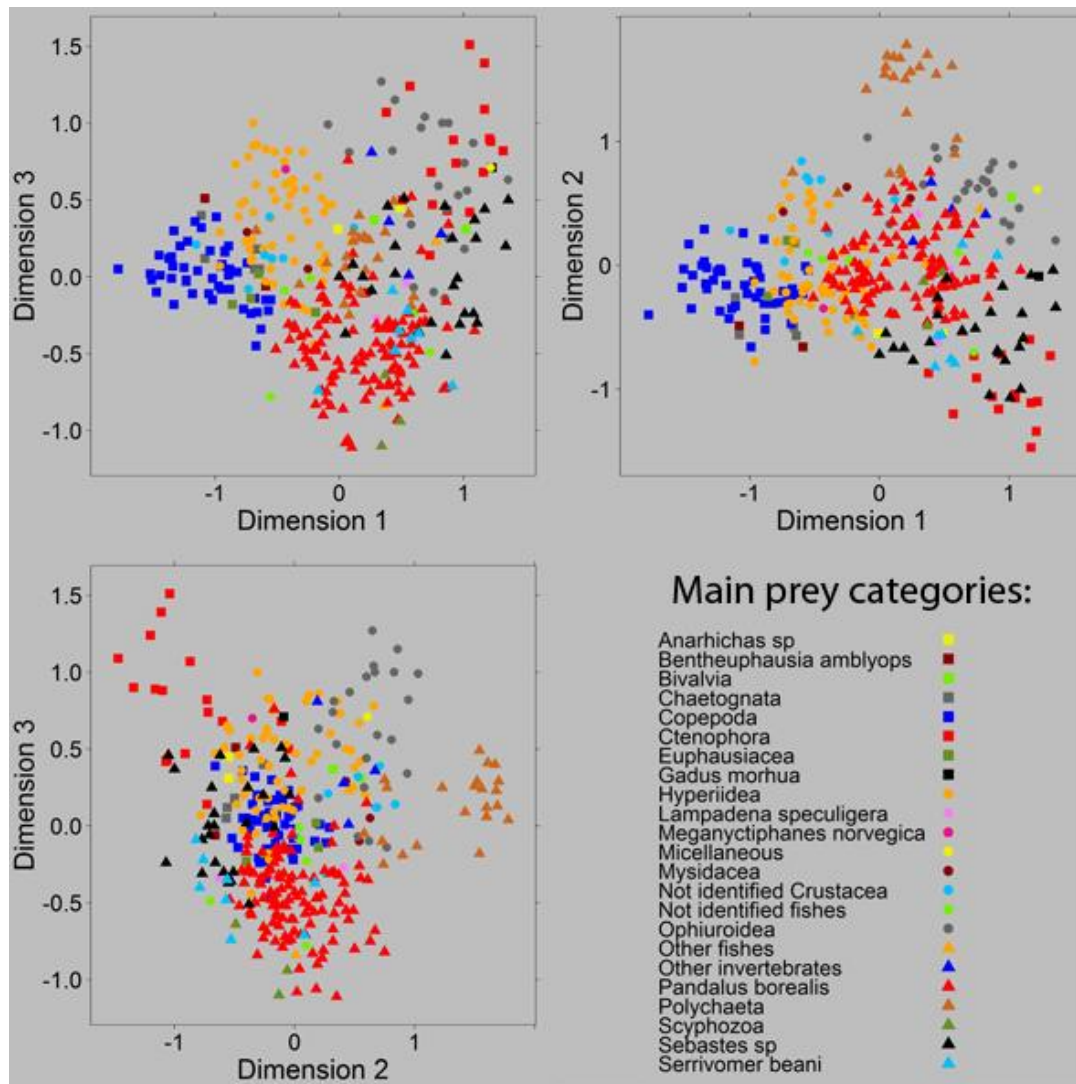 1.5
1.0
0.5
0.0
-0.5
-1.0
Dimension 3
-1
0
1
Dimension 1
1
0
-1
Dimension 2
-1
0
1
Dimension 1
1.5
1.0
0.5
0.0
-0.5
-1.0
Dimension 3
-1
0
1
Dimension 2
Main prey categories:
Anarhichas sp
Bentheuphausia amblyops
Bivalvia
Chaetognata
Copepoda
Ctenophora
Euphausiacea
Gadus morhua
Hyperiidea
Lampadena speculigera
Meganyctiphanes norvegica
Micellaneous
Mysidacea
Not identified Crustacea
Not identified fishes
Ophiuroidea
Other fishes
Other invertebrates
Pandalus borealis
Polychaeta
Scyphozoa
Sebastes sp
Serrivomer beani